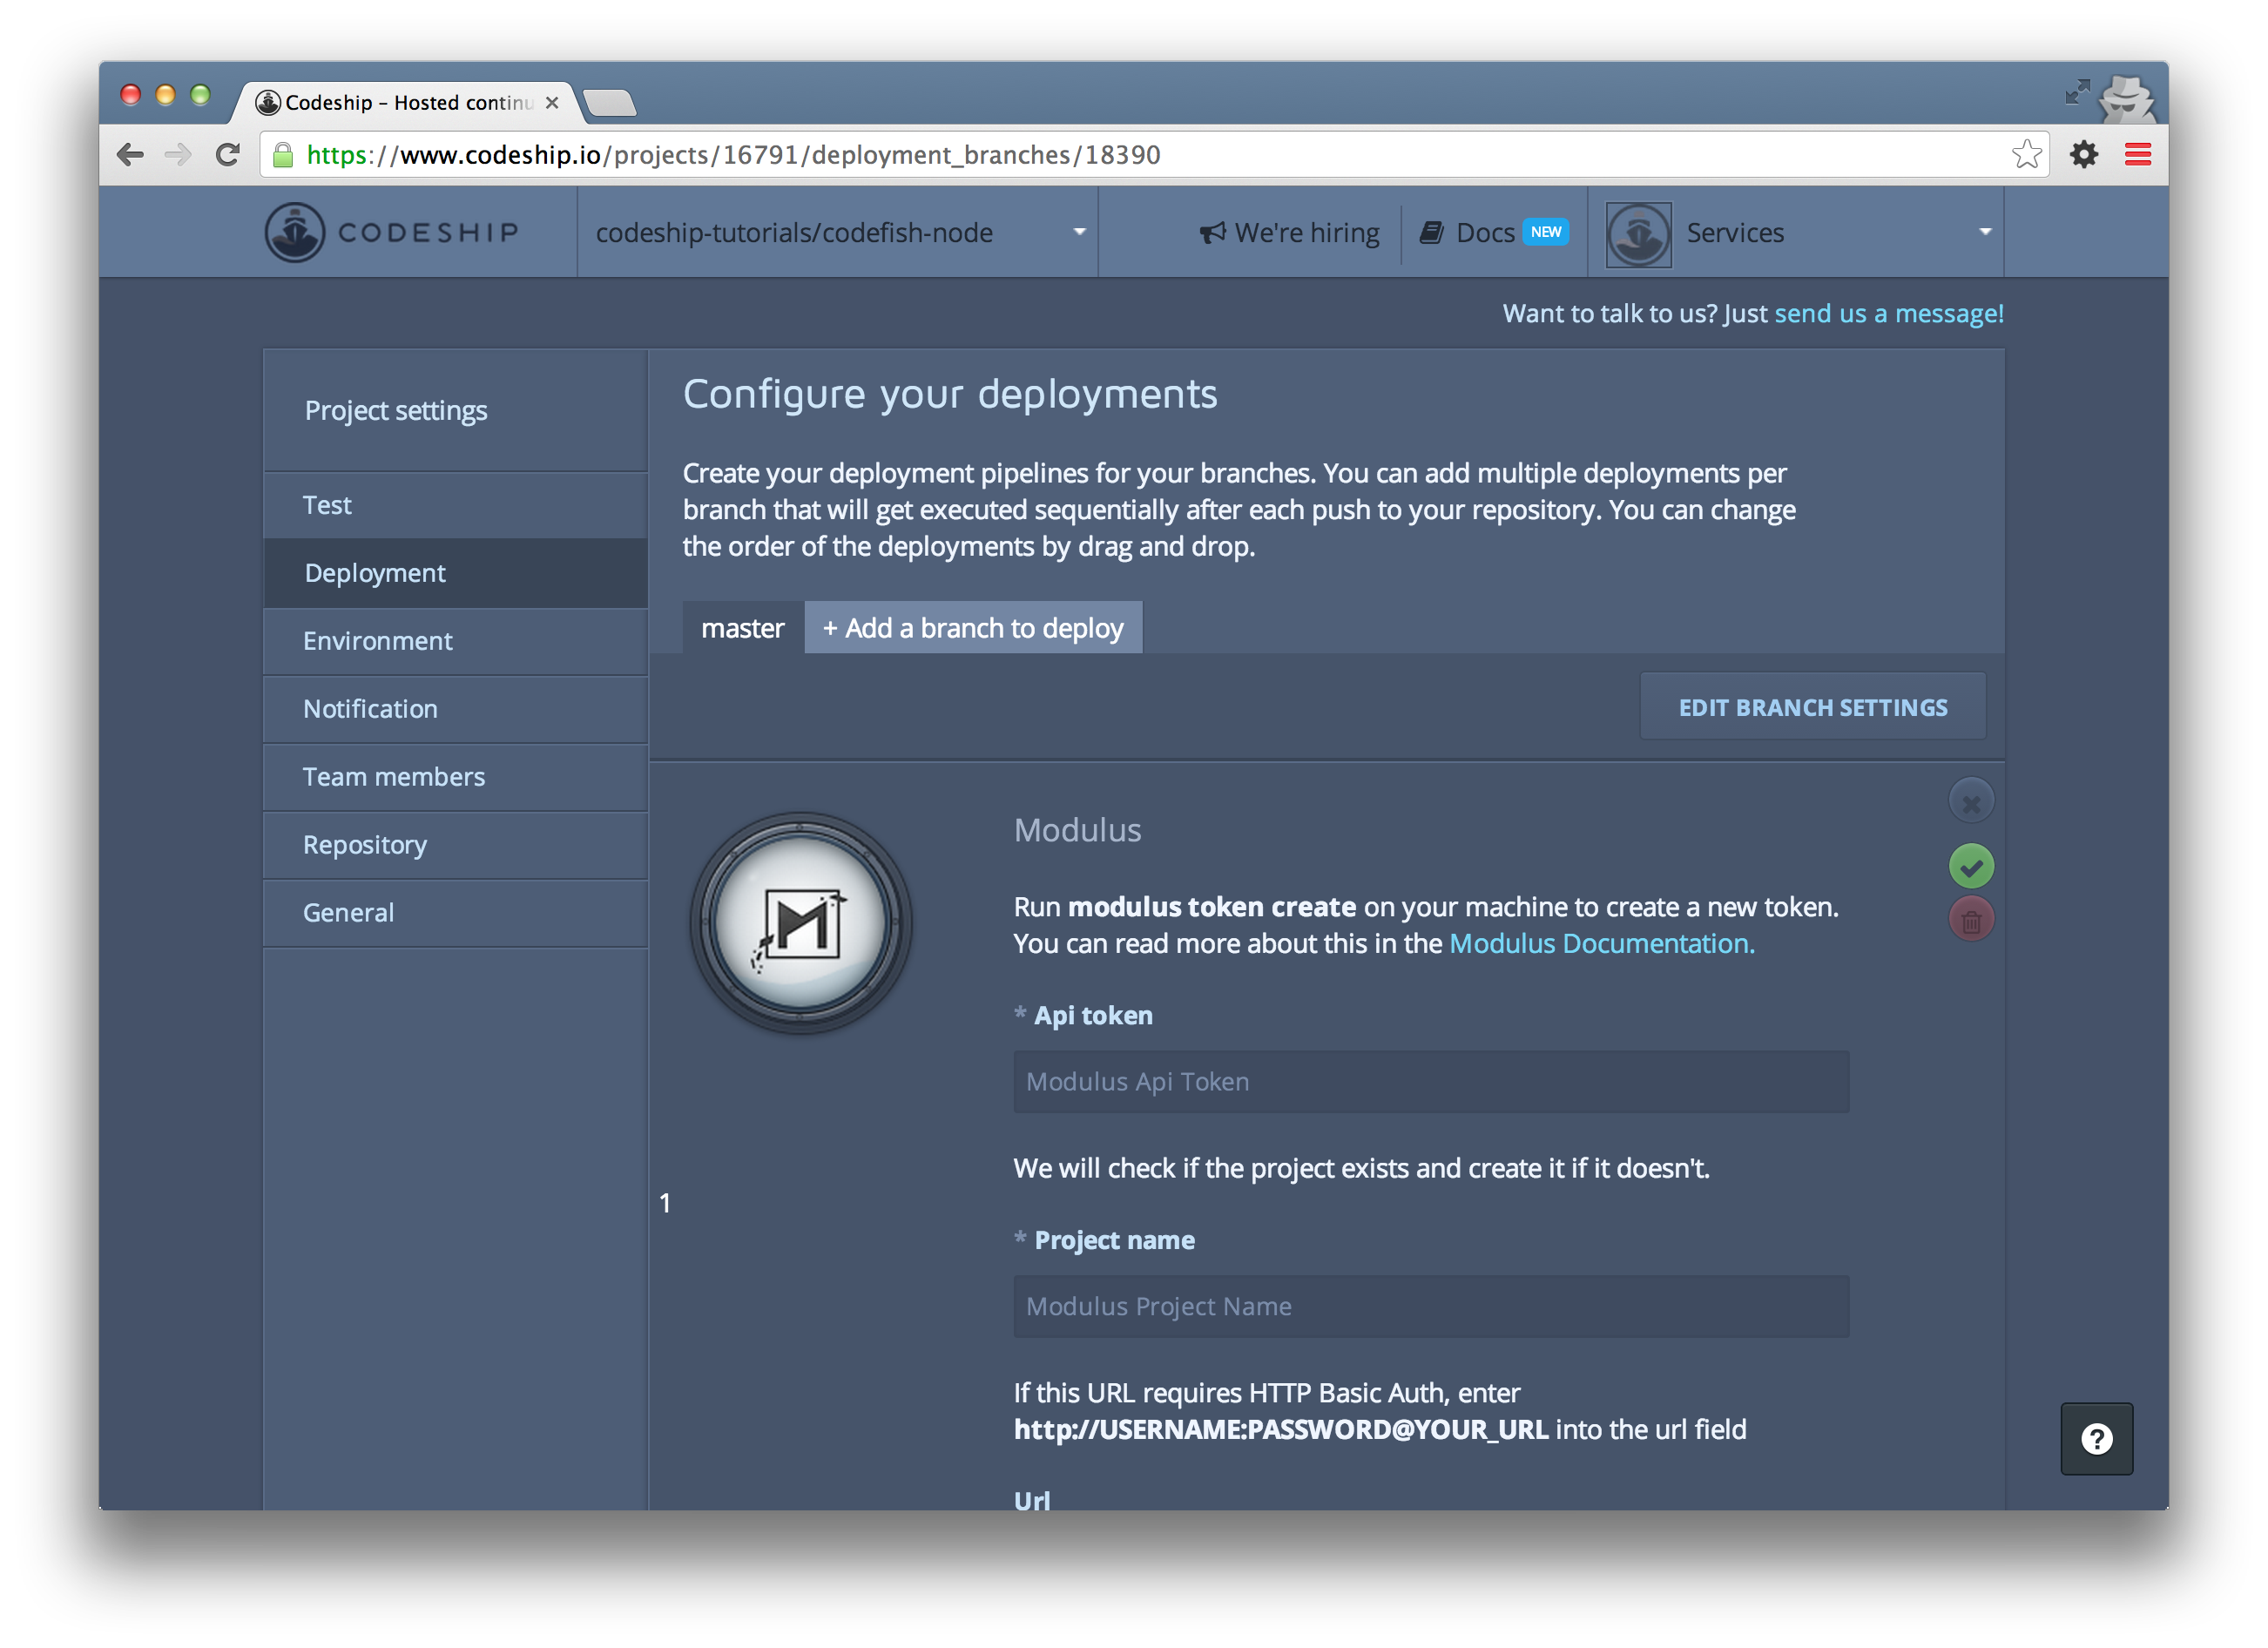 Codeship – Hosted continu
https://www.codeship.io/projects/16791/deployment_branches/18390
CODESHIP
codeship-tutorials/codefish-node
We're hiring
Docs NEW
Services
Want to talk to us? Just send us a message!
Project settings
Test
Deployment
Environment
Notification
Team members
Repository
General
Configure your deployments
Create your deployment pipelines for your branches. You can add multiple deployments per
branch that will get executed sequentially after each push to your repository. You can change
the order of the deployments by drag and drop.
master
+ Add a branch to deploy
EDIT BRANCH SETTINGS
1
Modulus
Run modulus token create on your machine to create a new token.
You can read more about this in the Modulus Documentation.
* Api token
Modulus Api Token
We will check if the project exists and create it if it doesn't.
* Project name
Modulus Project Name
If this URL requires HTTP Basic Auth, enter
http://USERNAME:PASSWORD@YOUR_URL into the url field
Url